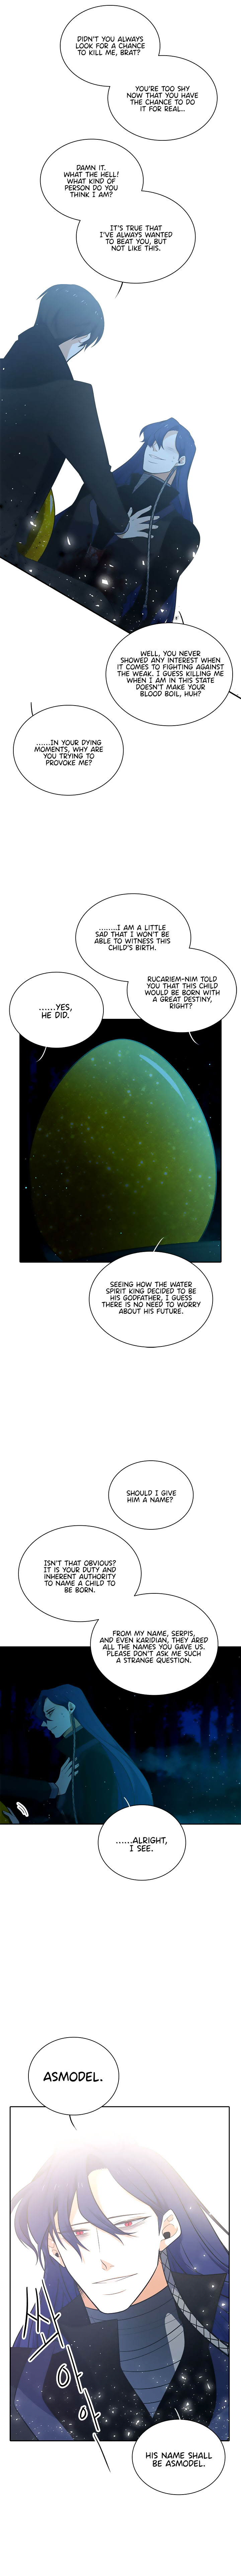 DIDN'T YOU ALWAYS
LOOK FOR A CHANCE
TO KILL ME, BRAT?
YOU'RE TOO SHY
NOW THAT YOU HAVE
THE CHANCE TO DO
IT FOR REAL..
DAMN IT.
WHAT THE HELL!
WHAT KIND OF
PERSON DO YOU
THINK I AM?
IT'S TRUE THAT
I'VE ALWAYS WANTED
TO BEAT YOU, BUT
NOT LIKE THIS.
WELL, YOU NEVER
SHOWED ANY INTEREST WHEN
IT COMES TO FIGHTING AGAINST
THE WEAK. I GUESS KILLING ME
WHEN I AM IN THIS STATE
DOESN'T MAKE YOUR
BLOOD BOIL, HUH?
......IN YOUR DYING
MOMENTS, WHY ARE
YOU TRYING TO
PROVOKE ME?
........I AM A LITTLE
SAD THAT I WON'T BE
ABLE TO WITNESS THIS
CHILD'S BIRTH.
RUCARIEM-NIM TOLD
YOU THAT THIS CHILD
WOULD BE BORN WITH
A GREAT DESTINY,
RIGHT?
......YES,
HE DID.
SEEING HOW THE WATER
SPIRIT KING DECIDED TO BE
HIS GODFATHER, I GUESS
THERE IS NO NEED TO WORRY
ABOUT HIS FUTURE.
SHOULD I GIVE
HIM A NAME?
ISN'T THAT OBVIOUS?
IT IS YOUR DUTY AND
INHERENT AUTHORITY
TO NAME A CHILD TO
BE BORN.
FROM MY NAME, SERPIS,
AND EVEN KARIDIAN, THEY ARED
ALL THE NAMES YOU GAVE US.
PLEASE DON'T ASK ME SUCH
A STRANGE QUESTION.
......ALRIGHT,
I SEE.
ASMODEL.
HIS NAME SHALL
BE ASMODEL.